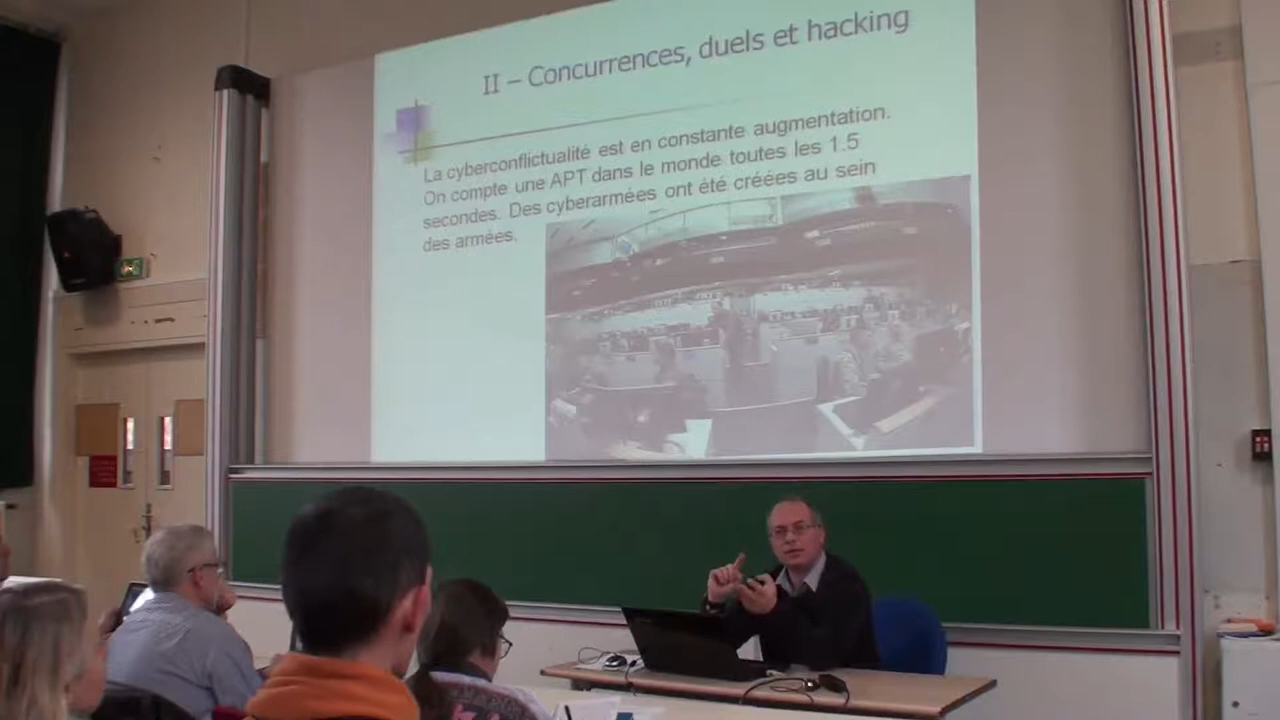 II – Concurrences, duels et hacking
La cyberconflictualité est en constante augmentation.
On compte une APT dans le monde toutes les 1.5
secondes. Des cyberarmées ont été créées au sein
des armées.